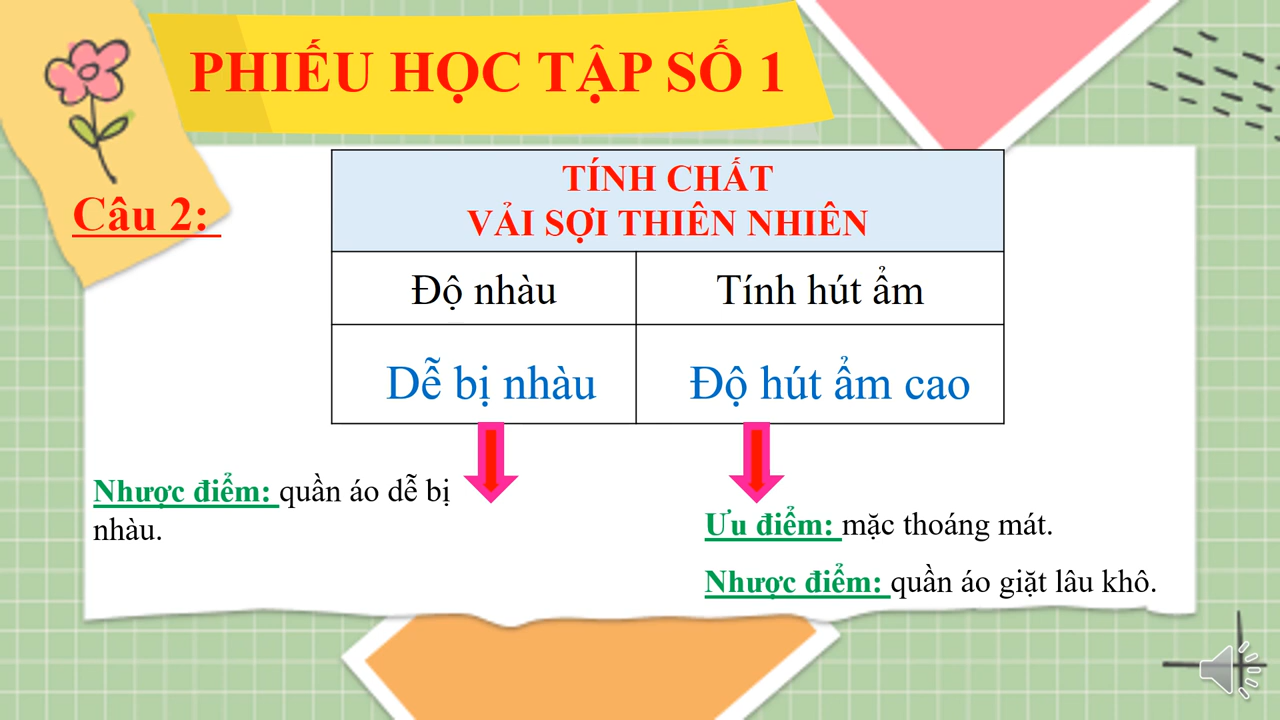 PHIẾU HỌC TẬP SỐ 1
Câu 2:
TÍNH CHẤT
VẢI SỢI THIÊN NHIÊN
Độ nhàu
Tính hút ẩm
Dễ bị nhàu
Độ hút ẩm cao
Nhược điểm: quần áo dễ bị
nhàu.
Ưu điểm: mặc thoáng mát.
Nhược điểm: quần áo giặt lâu khô.